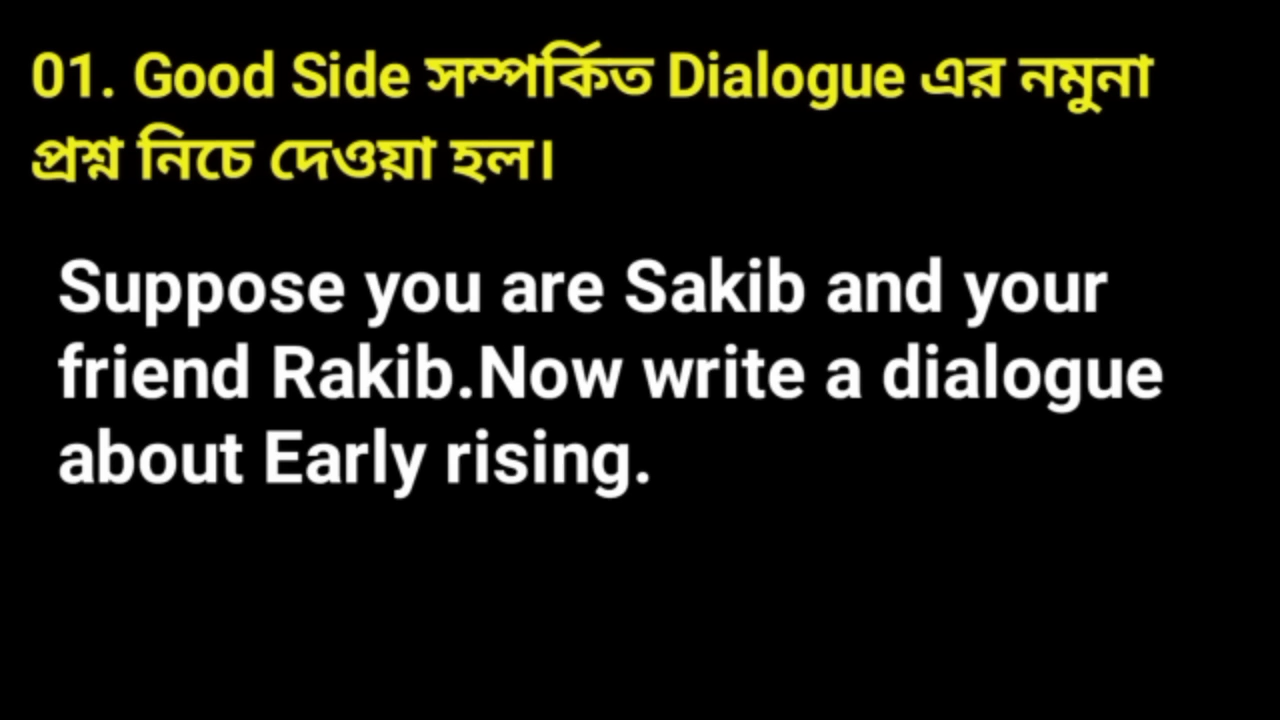 01. Good Side সম্পর্কিত Dialogue এর নমুনা
প্রশ্ন নিচে দেওয়া হল।
Suppose you are Sakib and your
friend Rakib.Now write a dialogue
about Early rising.